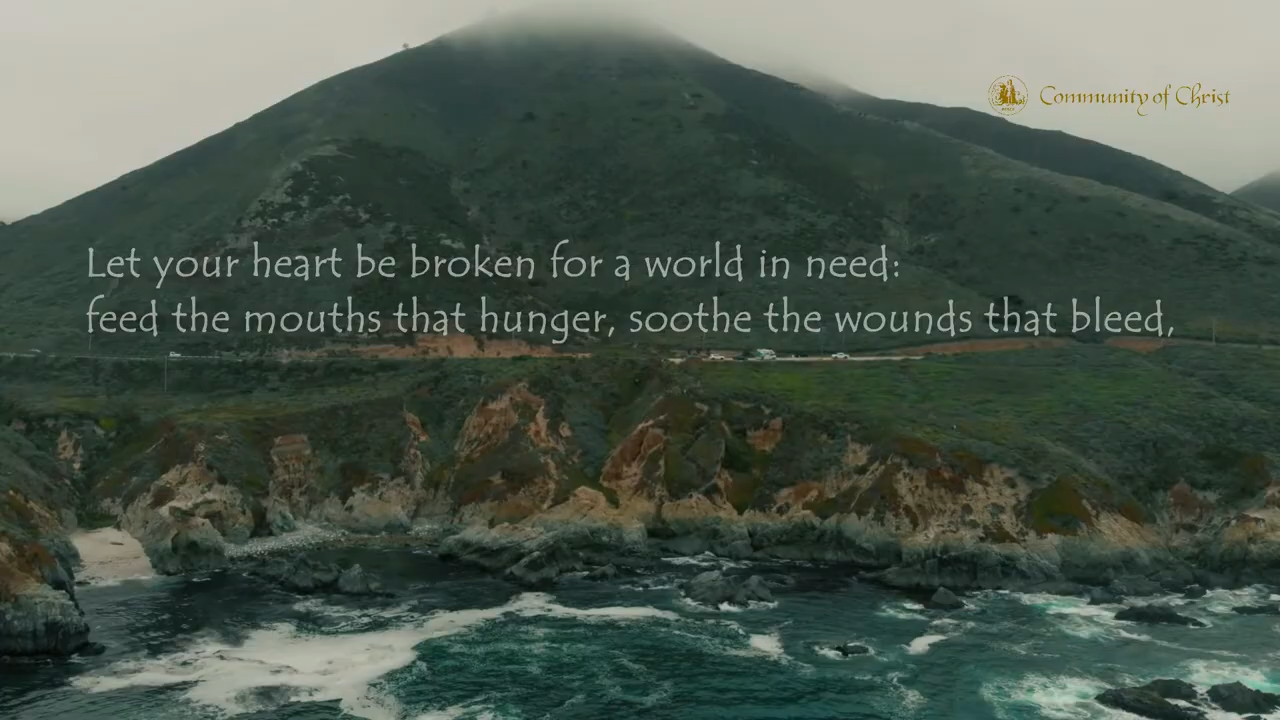 Community of Christ
Let your heart be broken for a world in need:
feed the mouths that hunger, soothe the wounds that bleed,